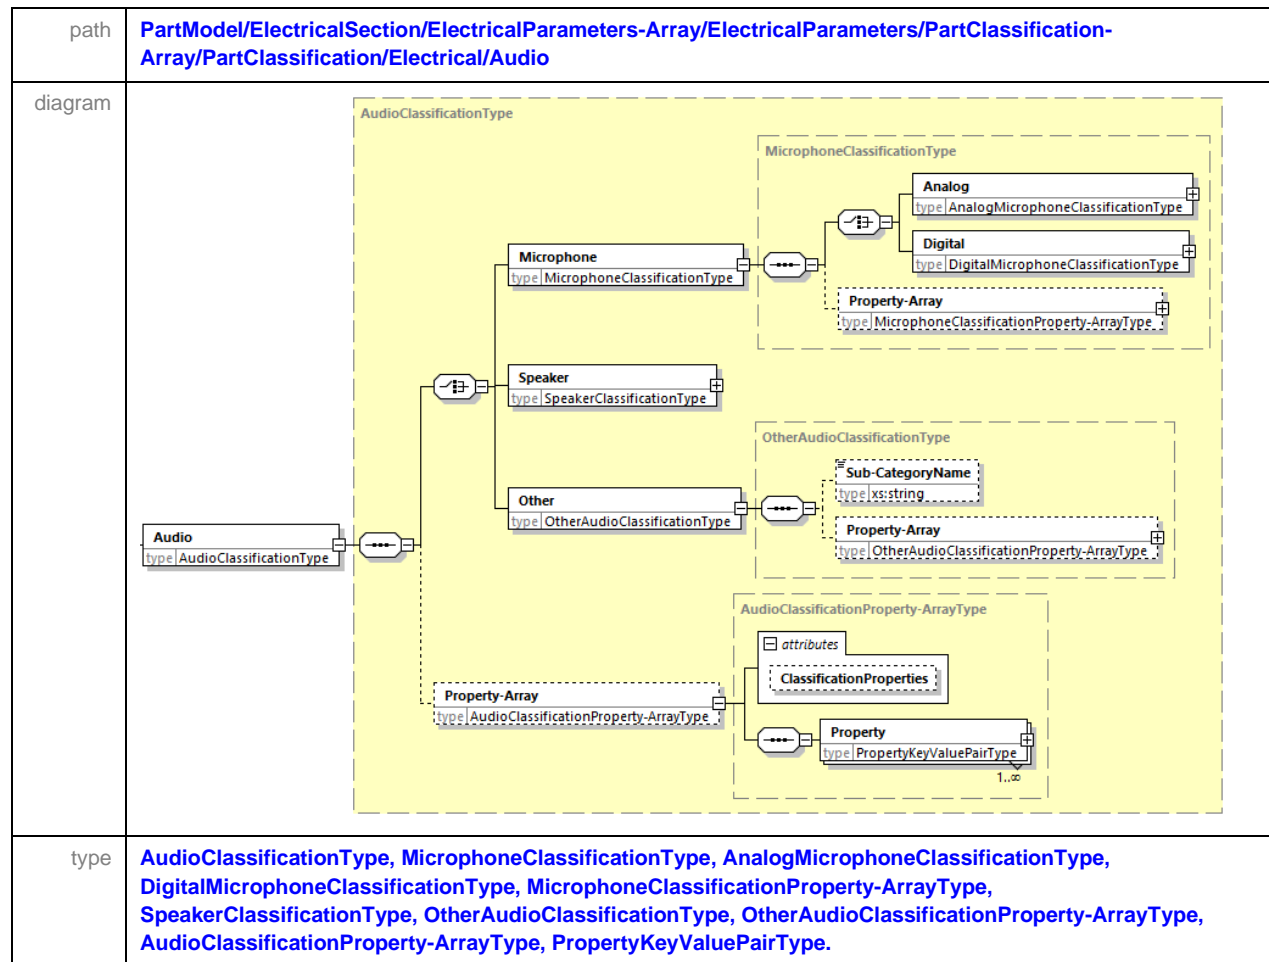 path
PartModel/ElectricalSection/ElectricalParameters-Array/ElectricalParameters/PartClassification-
Array/PartClassification/Electrical/Audio
diagram
AudioClassificationType
MicrophoneClassificationType
Analog
type AnalogMicrophoneClassificationType
Digital
type DigitalMicrophoneClassificationType
Microphone
type MicrophoneClassificationType
Property-Array
type MicrophoneClassificationProperty-ArrayType
Speaker
type SpeakerClassificationType
OtherAudioClassificationType
Sub-CategoryName
type xs:string
Other
type OtherAudioClassificationType
Property-Array
type OtherAudioClassificationProperty-ArrayType
Audio
type AudioClassificationType
AudioClassificationProperty-ArrayType
attributes
ClassificationProperties
Property-Array
type AudioClassificationProperty-ArrayType
Property
type PropertyKeyValuePairType
1..∞
type
AudioClassificationType, MicrophoneClassificationType, AnalogMicrophoneClassificationType,
DigitalMicrophoneClassificationType, MicrophoneClassificationProperty-ArrayType,
SpeakerClassificationType, OtherAudioClassificationType, OtherAudioClassificationProperty-ArrayType,
AudioClassificationProperty-ArrayType, PropertyKeyValuePairType.